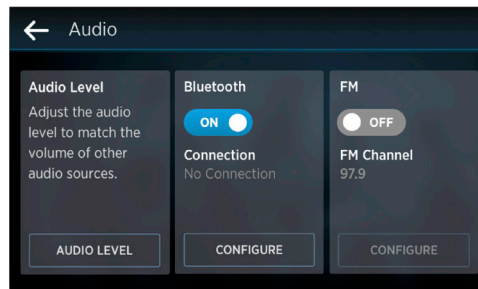 Audio
Audio Level
Adjust the audio
level to match the
volume of other
audio sources.
AUDIO LEVEL
Bluetooth
ON
Connection
No Connection
CONFIGURE
FM
OFF
FM Channel
97.9
CONFIGURE